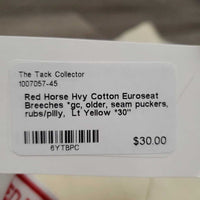 The Tack Collector
1007057-45
Red Horse Hvy Cotton Euroseat
Breeches *gc, older, seam puckers,
rubs/pilly, Lt Yellow *30"
$30.00
6YT8PC